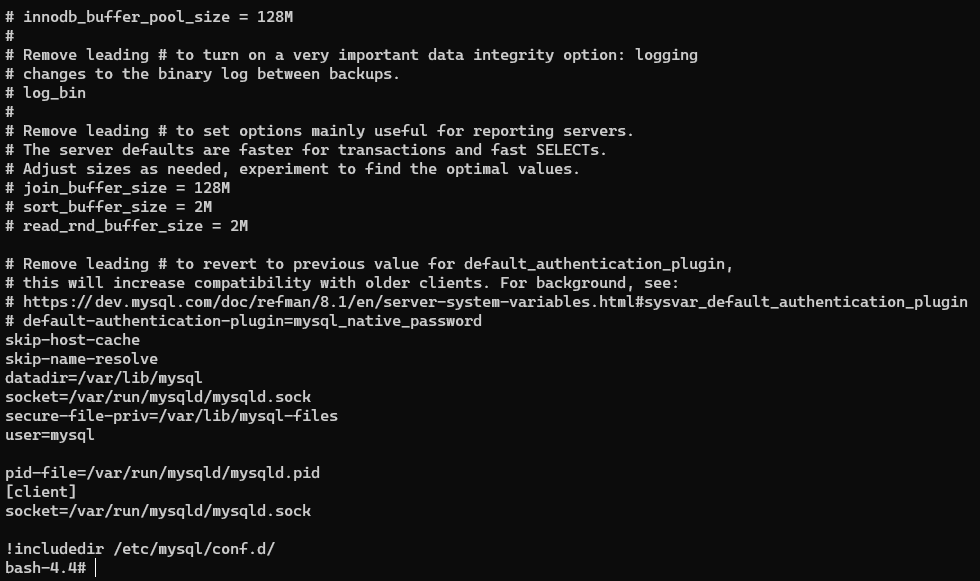 # innodb_buffer_pool_size = 128M
#
# Remove leading # to turn on a very important data integrity option: logging
# changes to the binary log between backups.
# log_bin
#
# Remove leading # to set options mainly useful for reporting servers.
# The server defaults are faster for transactions and fast SELECTs.
# Adjust sizes as needed, experiment to find the optimal values.
# join_buffer_size = 128M
# sort_buffer_size = 2M
# read_rnd_buffer_size = 2M

# Remove leading # to revert to previous value for default_authentication_plugin,
# this will increase compatibility with older clients. For background, see:
# https://dev.mysql.com/doc/refman/8.1/en/server-system-variables.html#sysvar_default_authentication_plugin
# default-authentication-plugin=mysql_native_password
skip-host-cache
skip-name-resolve
datadir=/var/lib/mysql
socket=/var/run/mysqld/mysqld.sock
secure-file-priv=/var/lib/mysql-files
user=mysql

pid-file=/var/run/mysqld/mysqld.pid
[client]
socket=/var/run/mysqld/mysqld.sock

!includedir /etc/mysql/conf.d/
bash-4.4#